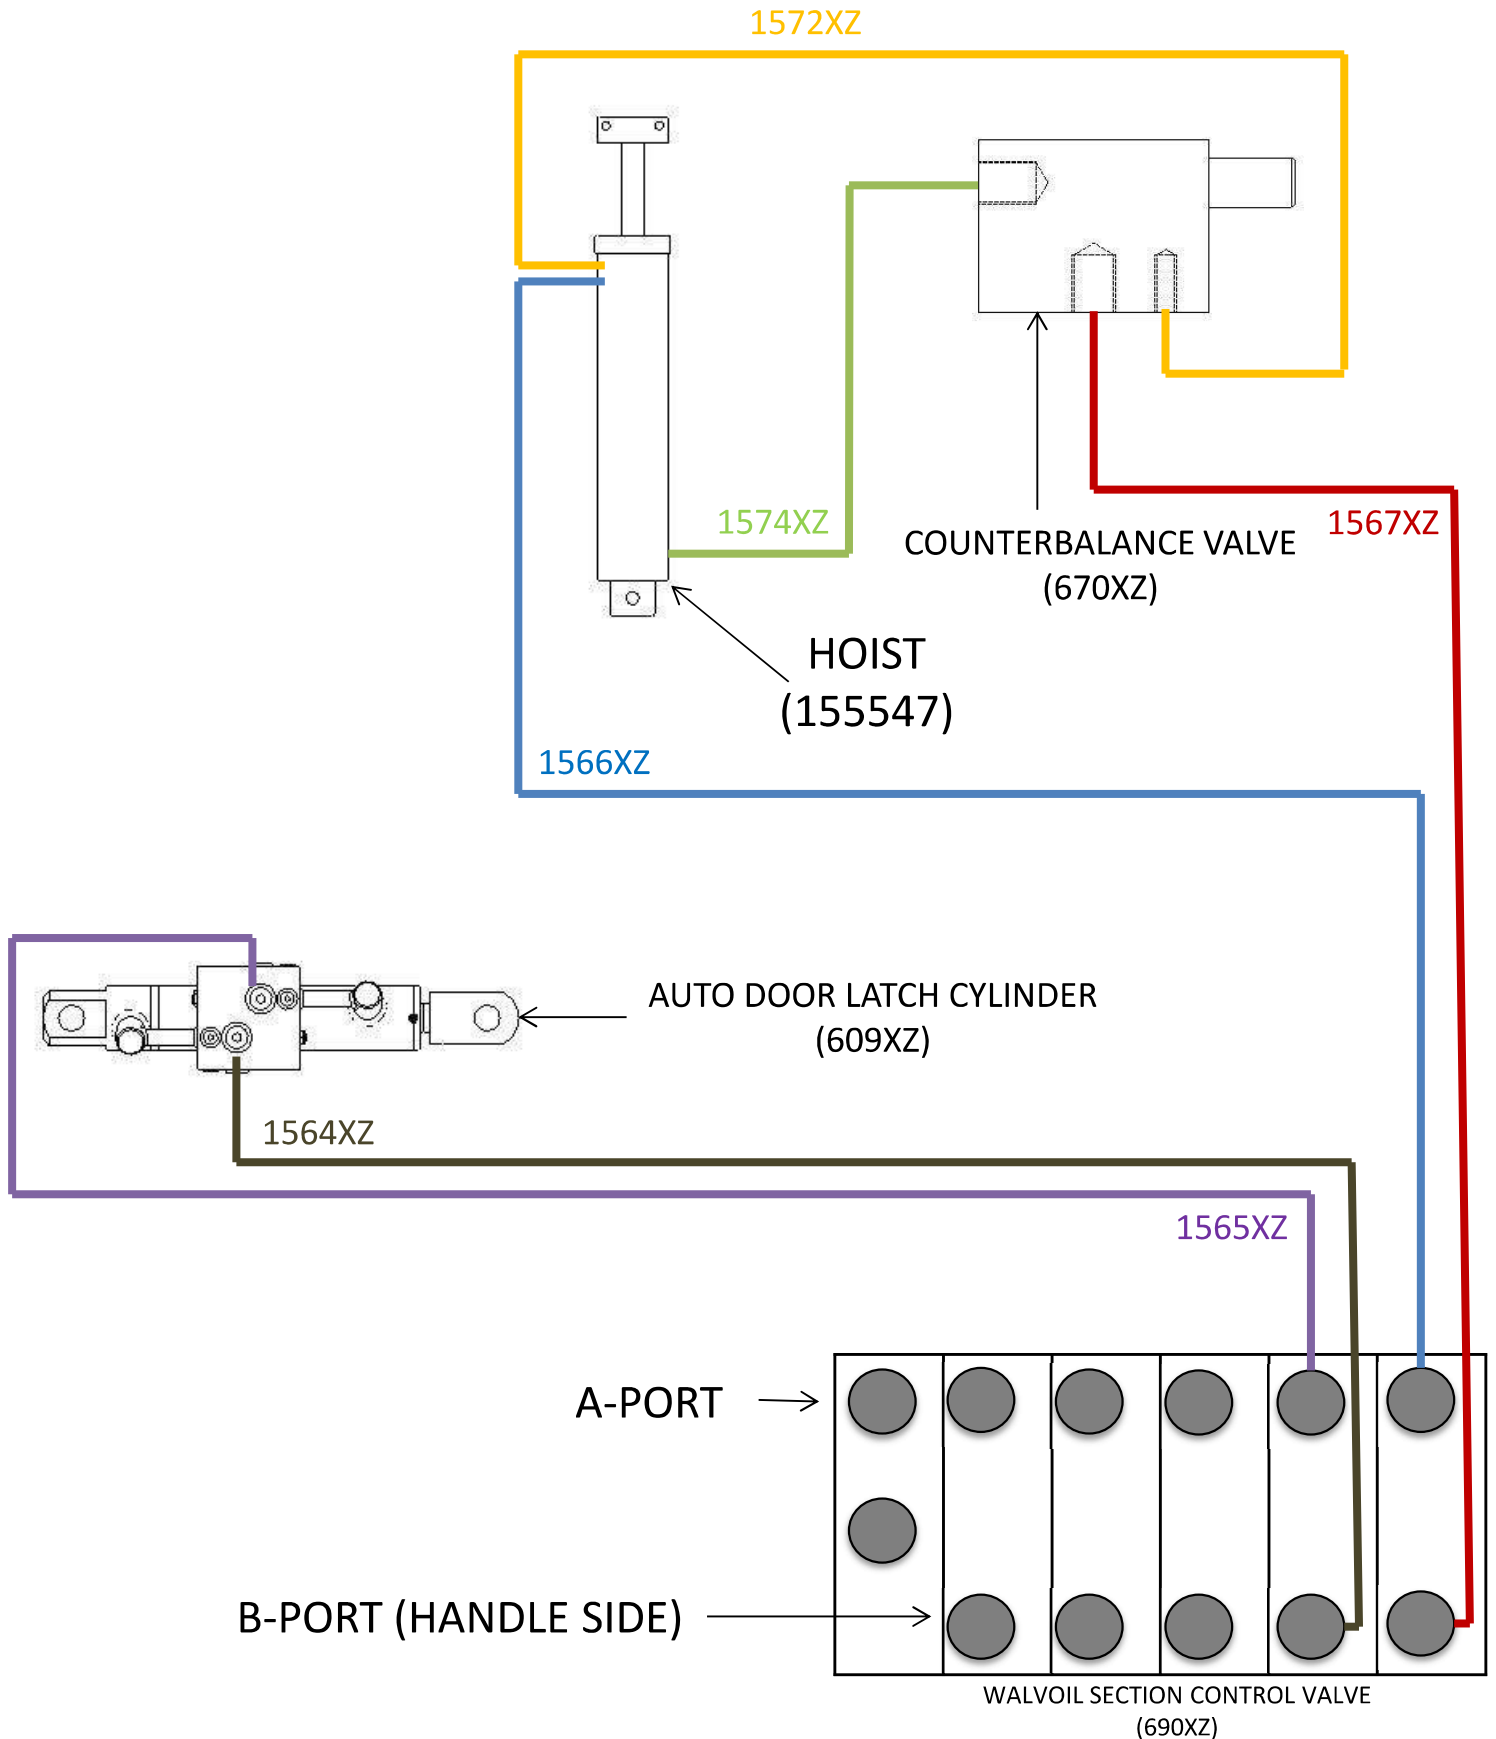 1572XZ
1574XZ
1567XZ
COUNTERBALANCE VALVE
(670XZ)
HOIST
(155547)
1566XZ
AUTO DOOR LATCH CYLINDER
(609XZ)
1564XZ
1565XZ
A-PORT
B-PORT (HANDLE SIDE)
WALVOIL SECTION CONTROL VALVE
(690XZ)